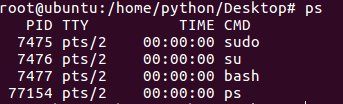 root@ubuntu:/home/python/Desktop# ps
   PID TTY          TIME CMD
  7475 pts/2    00:00:00 sudo
  7476 pts/2    00:00:00 su
  7477 pts/2    00:00:00 bash
 77154 pts/2    00:00:00 ps